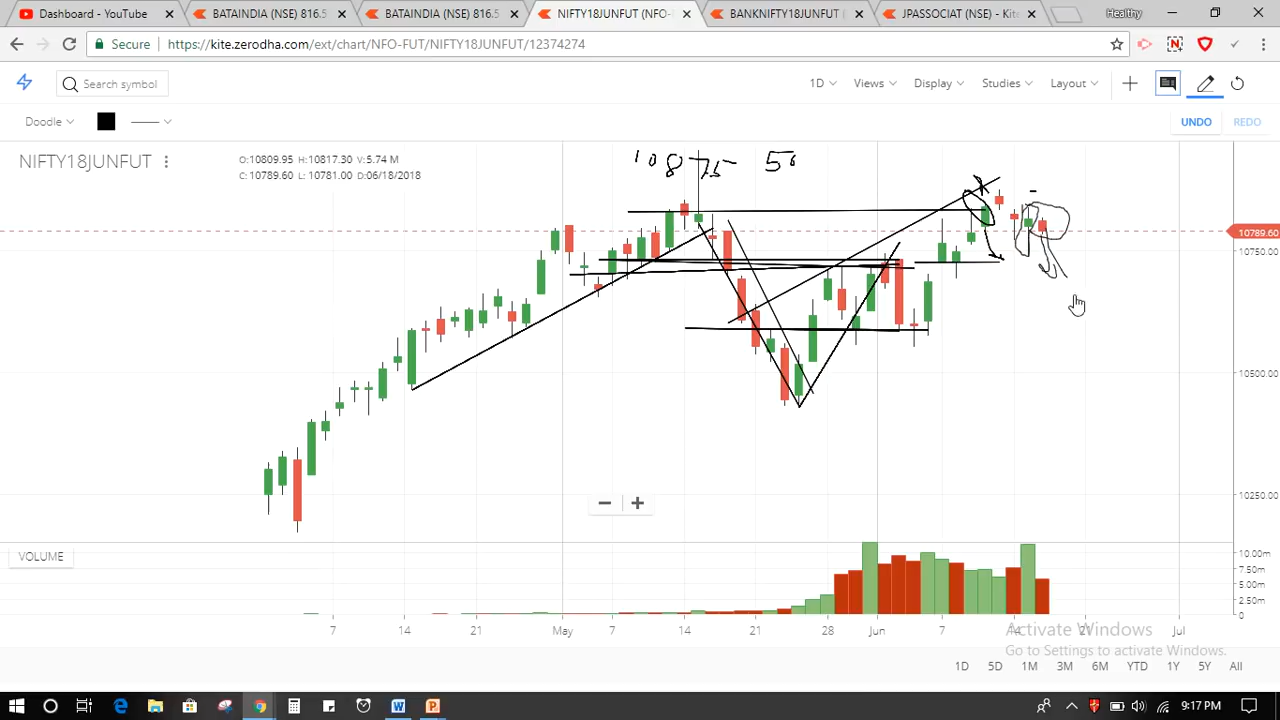 Dashboard - YouTube
BATAINDIA (NSE) 816.5
BATAINDIA (NSE) 816.5
NIFTY18JUNFUT (NFO-
BANKNIFTY18JUNFUT (
JPASSOCIAT (NSE) - Kite
Healthy
Secure
https://kite.zerodha.com/ext/chart/NFO-FUT/NIFTY18JUNFUT/12374274
Search symbol
1D
Views
Display
Studies
Layout
Doodle
UNDO
REDO
NIFTY18JUNFUT
O:10809.95 H:10817.30 V:5.74 M
C:10789.60 L:10781.00 D:06/18/2018
10875 50
10789.60
10750.00
10500.00
10250.00
VOLUME
10.00m
7.50m
5.00m
2.50m
0
7 14 21 May 7 14 21 28 Jun 7 14 21 Jul
Activate Windows
Go to Settings to activate Windows.
1D 5D 1M 3M 6M YTD 1Y 5Y All
9:17 PM